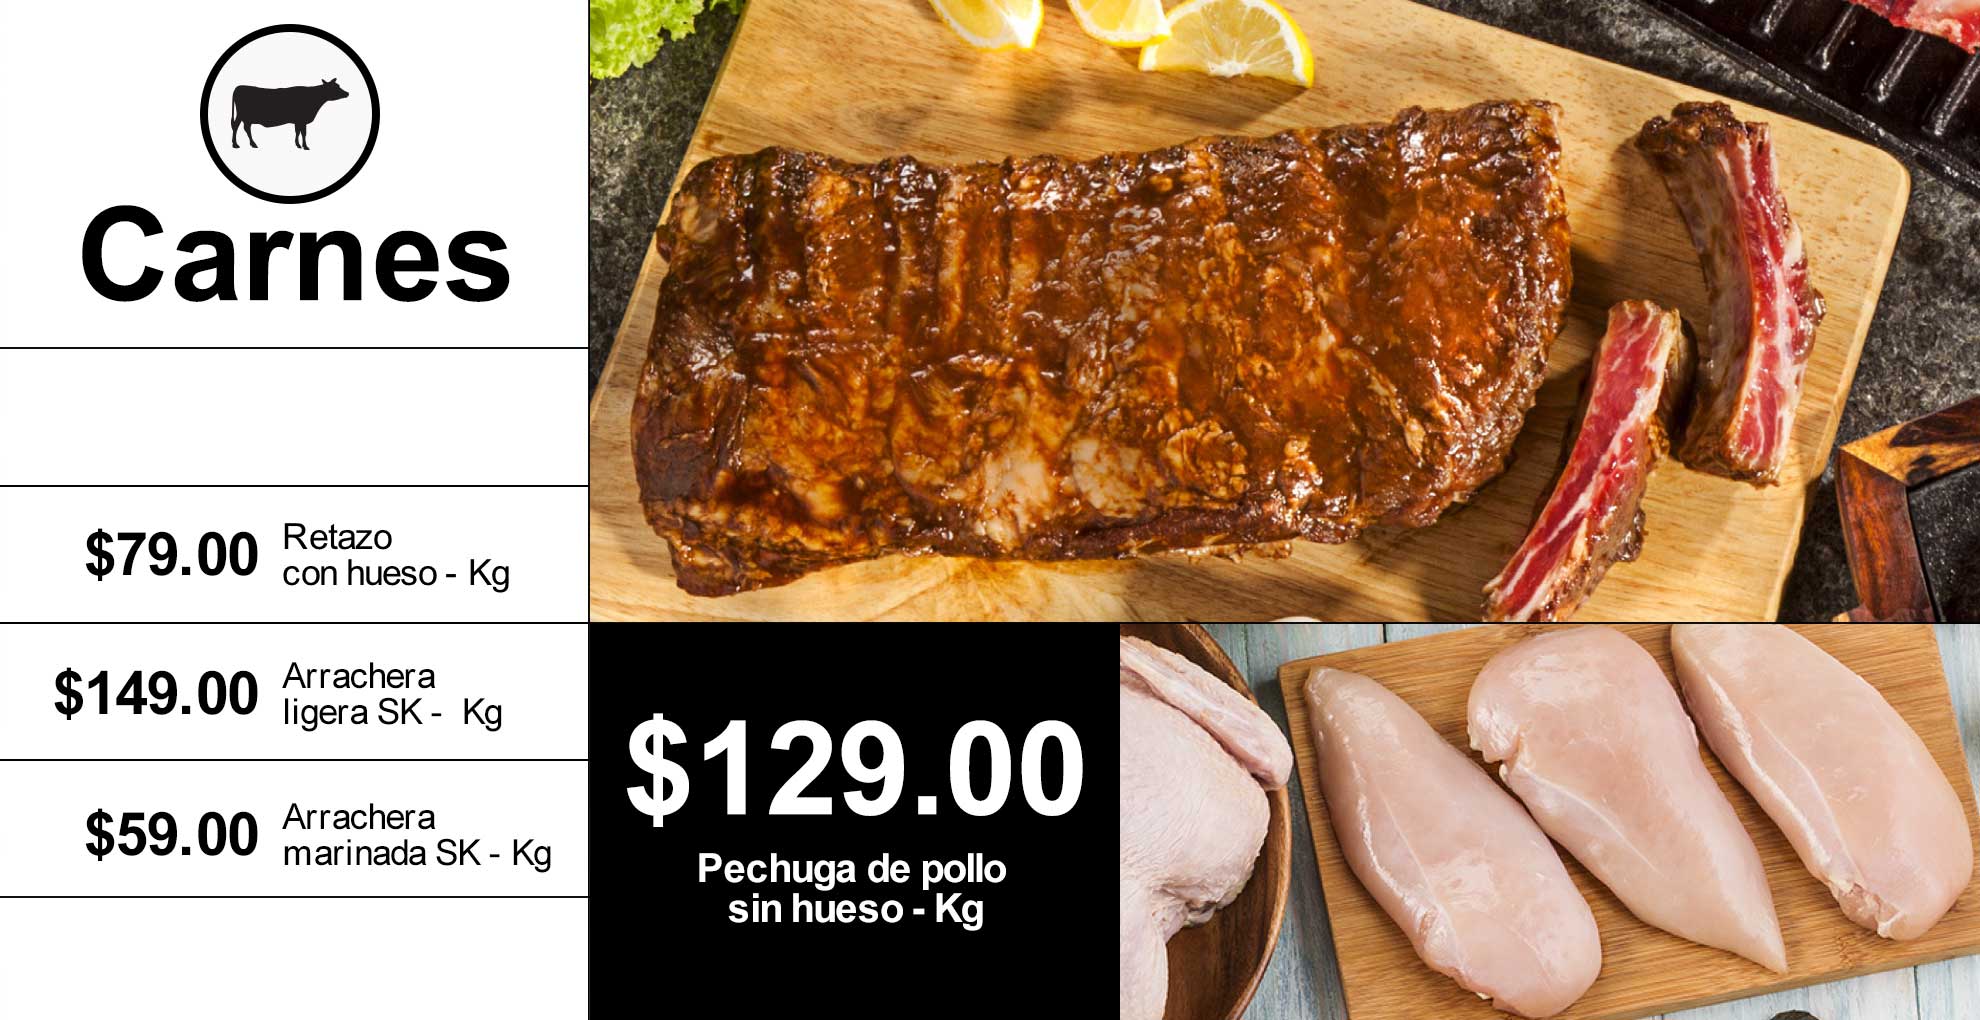 Carnes
$79.00
Retazo
con hueso - Kg
$149.00
Arrachera
ligera SK - Kg
$59.00
Arrachera
marinada SK - Kg
$129.00
Pechuga de pollo
sin hueso - Kg